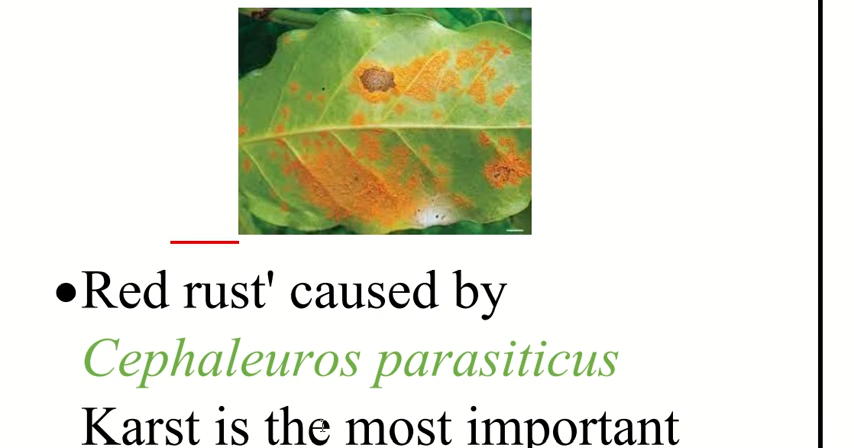 ●Red rust' caused by
Cephaleuros parasiticus
Karst is the most important